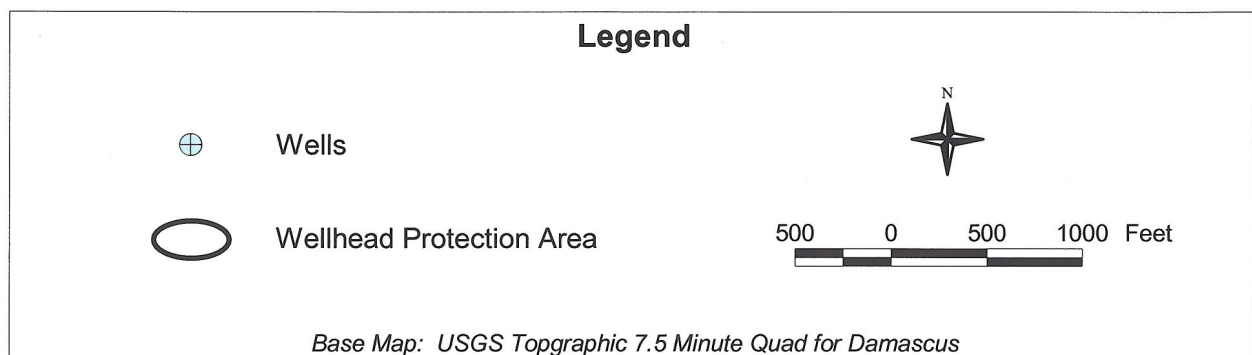 Legend
N
Wells
Wellhead Protection Area
500 0 500 1000 Feet
Base Map: USGS Topgraphic 7.5 Minute Quad for Damascus